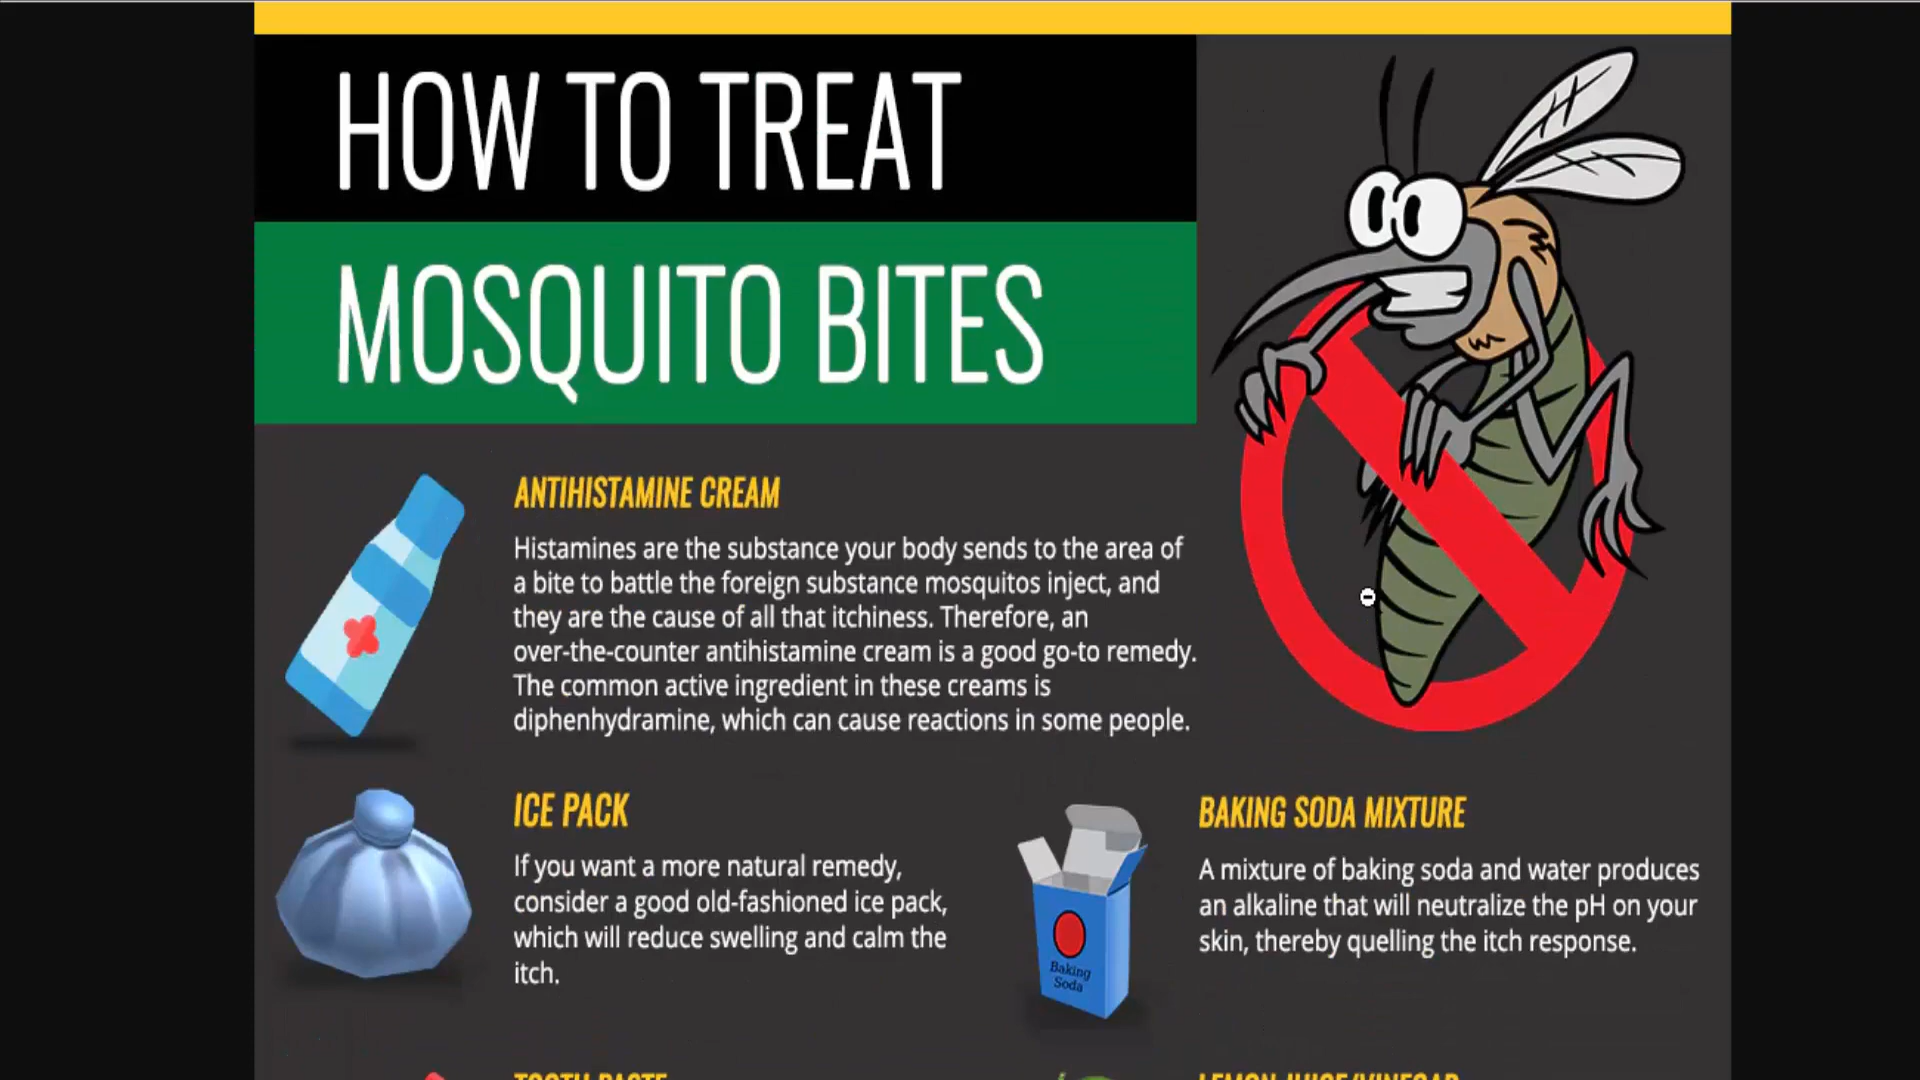 HOW TO TREAT
MOSQUITO BITES
ANTIHISTAMINE CREAM
Histamines are the substance your body sends to the area of
a bite to battle the foreign substance mosquitos inject, and
they are the cause of all that itchiness. Therefore, an
over-the-counter antihistamine cream is a good go-to remedy.
The common active ingredient in these creams is
diphenhydramine, which can cause reactions in some people.
ICE PACK
If you want a more natural remedy,
consider a good old-fashioned ice pack,
which will reduce swelling and calm the
itch.
Baking
Soda
BAKING SODA MIXTURE
A mixture of baking soda and water produces
an alkaline that will neutralize the pH on your
skin, thereby quelling the itch response.
TOOTH PASTE
LEMON JUICE/VINEGAR